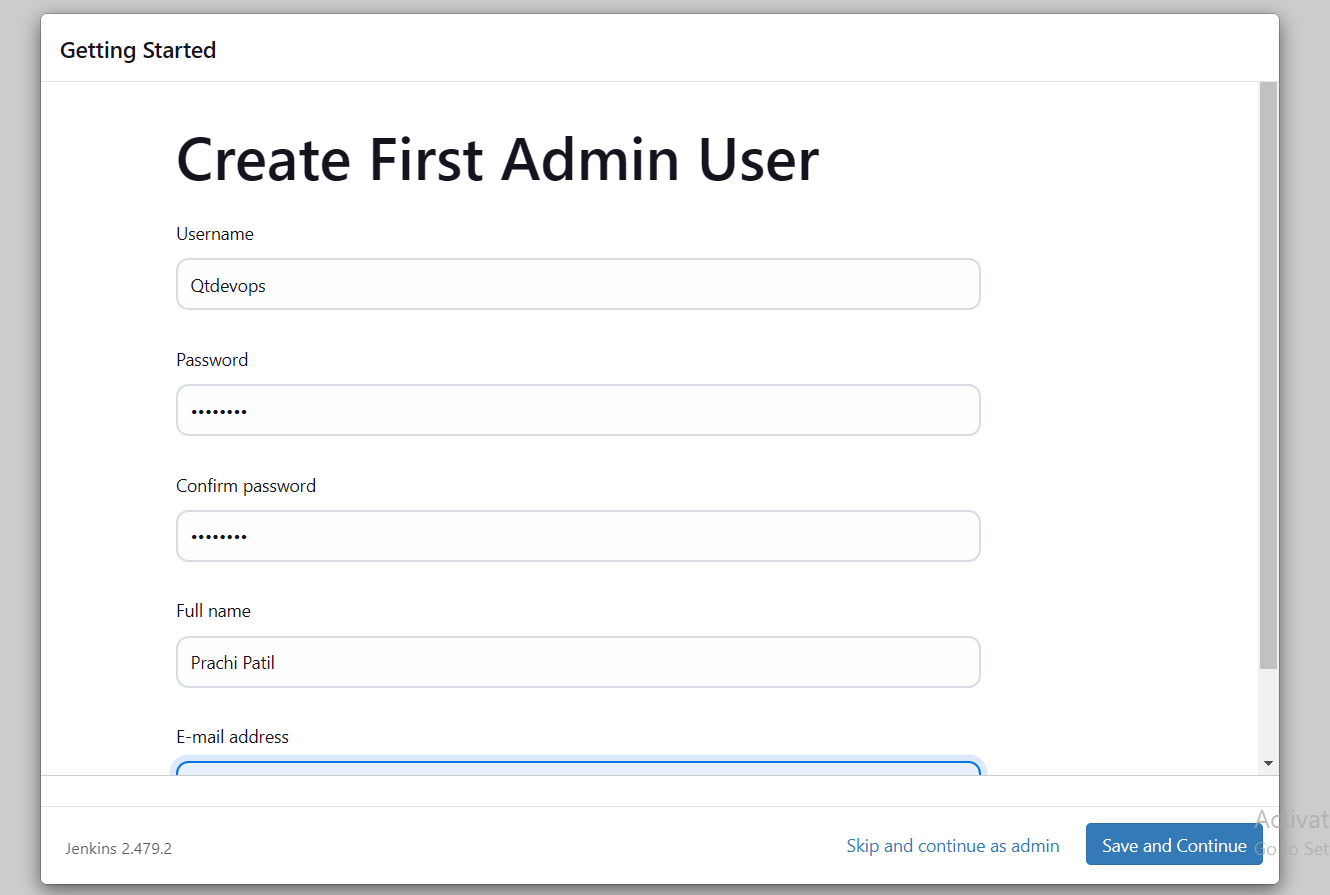 Getting Started
Create First Admin User
Username
Qtdevops
Password
••••••••
Confirm password
••••••••
Full name
Prachi Patil
E-mail address
Jenkins 2.479.2
Skip and continue as admin
Save and Continue
Activat
Go to Set